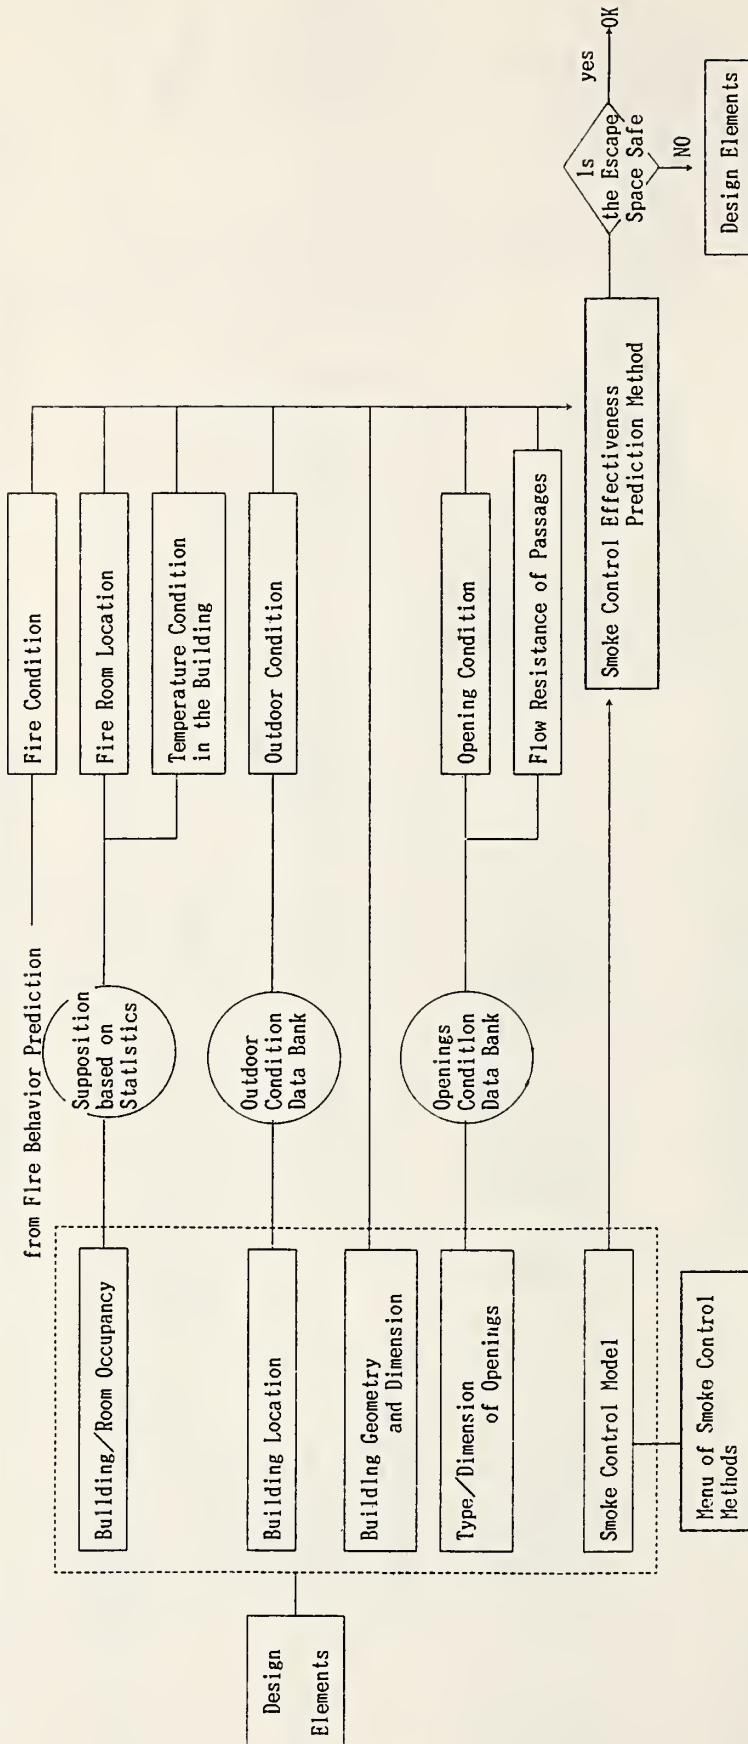 Design
Elements
Building/Room Occupancy
Building Location
Building Geometry
and Dimension
Type/Dimension
of Openings
Smoke Control Model
Menu of Smoke Control
Methods
from Fire Behavior Prediction
Supposition
based on
Statistics
Outdoor
Condition
Data Bank
Openings
Condition
Data Bank
Fire Condition
Fire Room Location
Temperature Condition
in the Building
Outdoor Condition
Opening Condition
Flow Resistance of Passages
Smoke Control Effectiveness
Prediction Method
Is
the Escape
Space Safe
yes
OK
NO
Design Elements